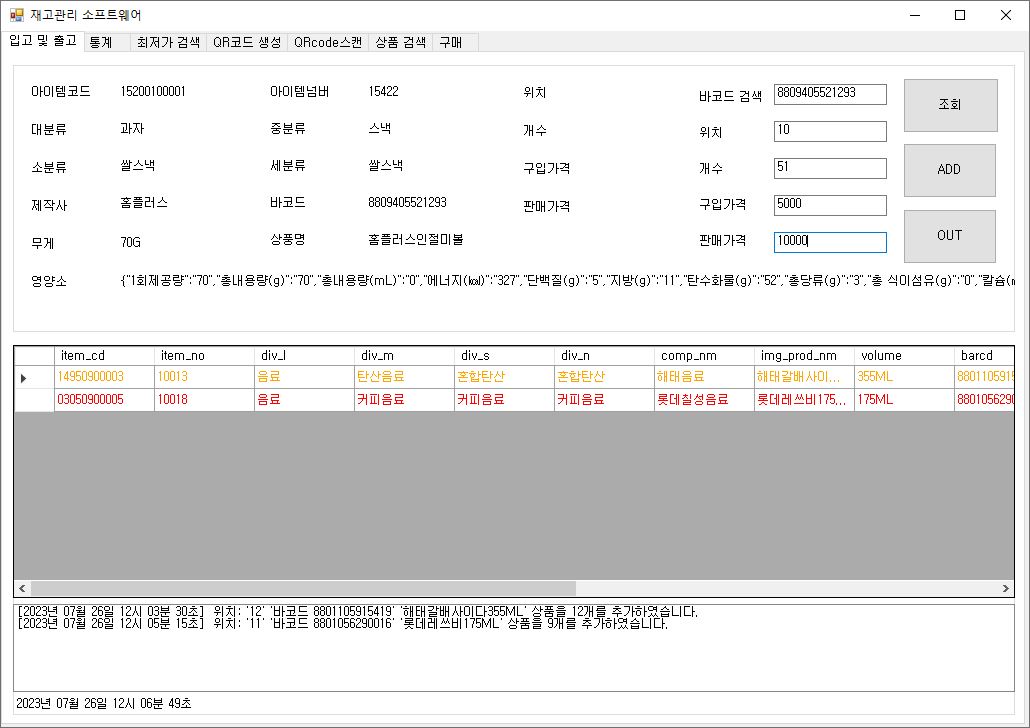 재고관리 소프트웨어
입고 및 출고 통계 최저가 검색 QR코드 생성 QRcode스캔 상품 검색 구매
아이템코드 15200100001 아이템넘버 15422 위치 바코드 검색 8809405521293 조회
대분류 과자 중분류 스낵 개수 위치 10
소분류 쌀스낵 세분류 쌀스낵 구입가격 개수 51 ADD
제작사 홈플러스 바코드 8809405521293 판매가격 구입가격 5000
무게 70G 상품명 홈플러스인절미볼 판매가격 10000 OUT
영양소 {"1회제공량":"70","총내용량(g)":"70","총내용량(mL)":"0","에너지(㎉)":"327","단백질(g)":"5","지방(g)":"11","탄수화물(g)":"52","총당류(g)":"3","총 식이섬유(g)":"0","칼슘(
item_cd item_no div_l div_m div_s div_n comp_nm img_prod_nm volume barcd
14950900003 10013 음료 탄산음료 혼합탄산 혼합탄산 해태음료 해태갈배사이... 355ML 8801105915
03050900005 10018 음료 커피음료 커피음료 커피음료 롯데칠성음료 롯데레쓰비175... 175ML 8801056290
[2023년 07월 26일 12시 03분 30초] 위치: '12' '바코드 8801105915419' '해태갈배사이다355ML' 상품을 12개를 추가하였습니다.
[2023년 07월 26일 12시 05분 15초] 위치: '11' '바코드 8801056290016' '롯데레쓰비175ML' 상품을 9개를 추가하였습니다.
2023년 07월 26일 12시 06분 49초